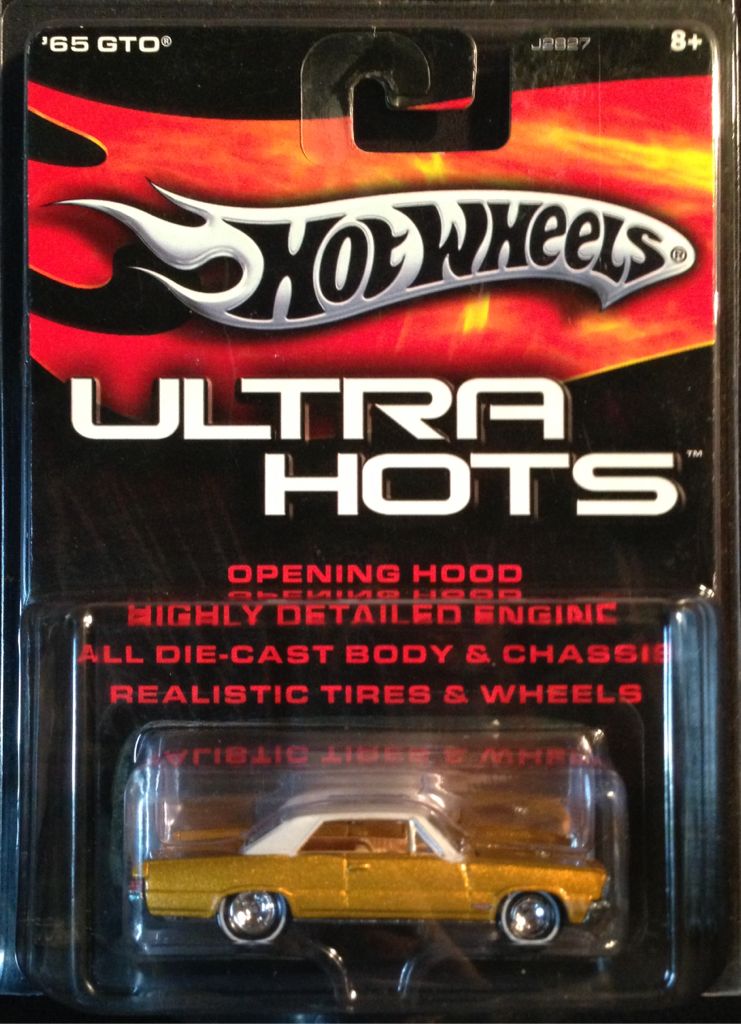 '65 GTO®
J2827
8+
HOT WHEELS®
ULTRA
HOTS™
OPENING HOOD
HIGHLY DETAILED ENGINE
ALL DIE-CAST BODY & CHASSIS
REALISTIC TIRES & WHEELS